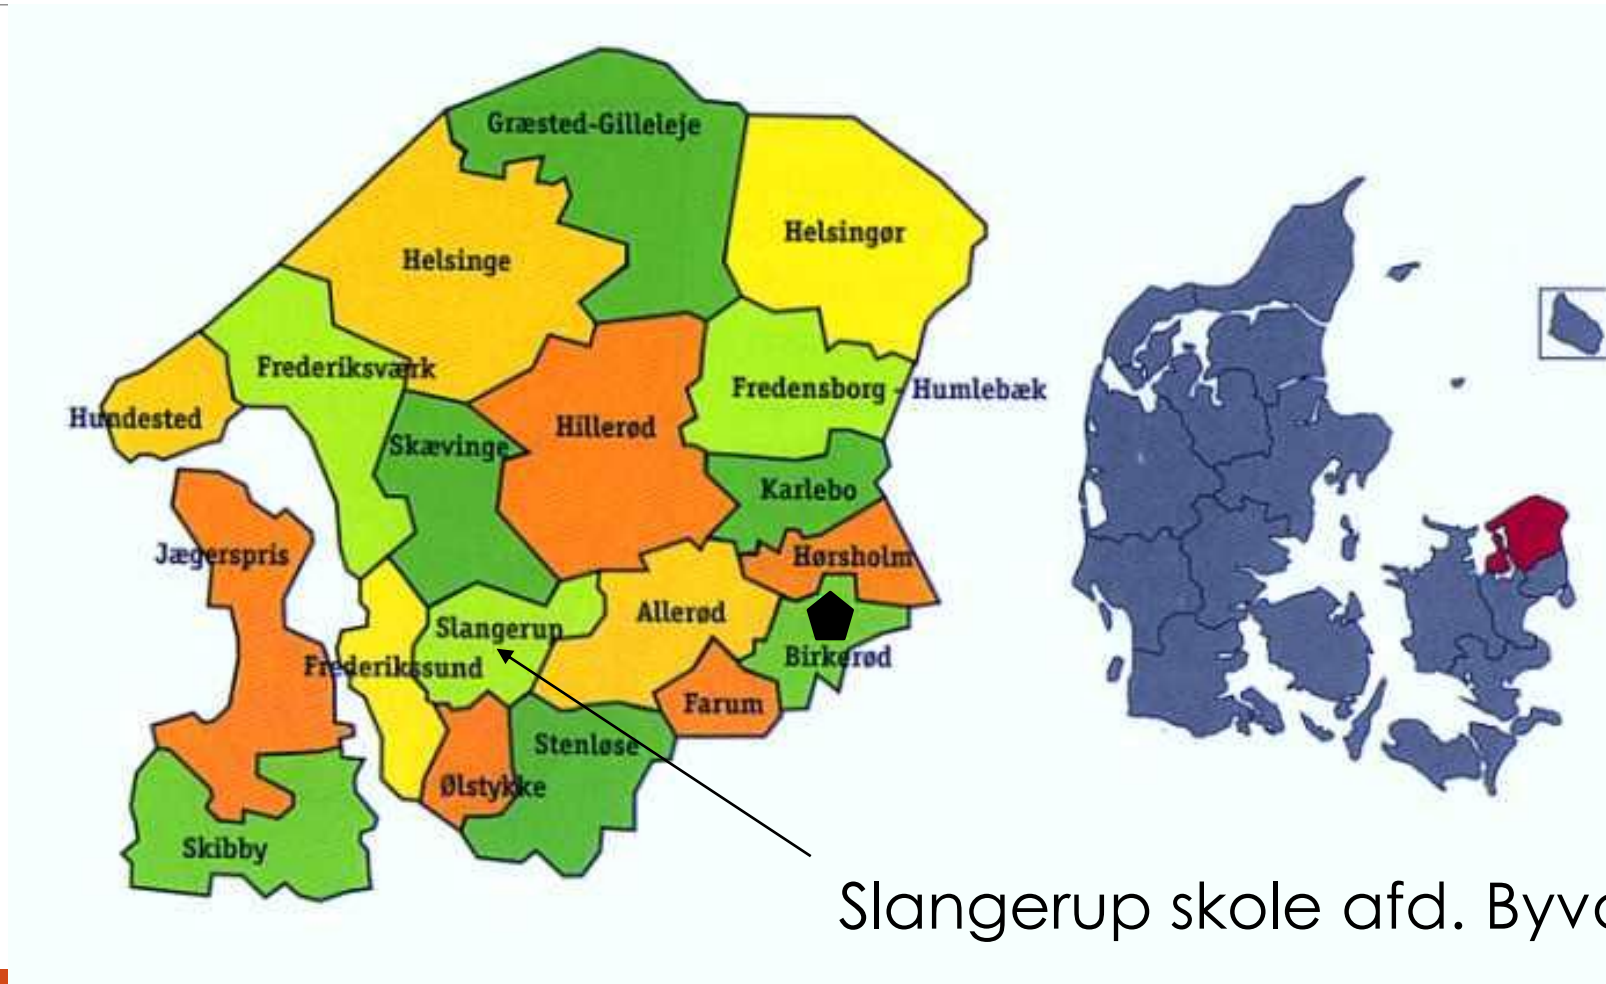 Græsted-Gilleleje
Helsingør
Helsinge
Frederiksværk
Fredensborg - Humlebæk
Hundested
Hillerød
Skævinge
Karlebo
Jægerspris
Hørsholm
Allerød
Slangerup
Birkerød
Frederikssund
Farum
Stenløse
Ølstykke
Skibby
Slangerup skole afd.